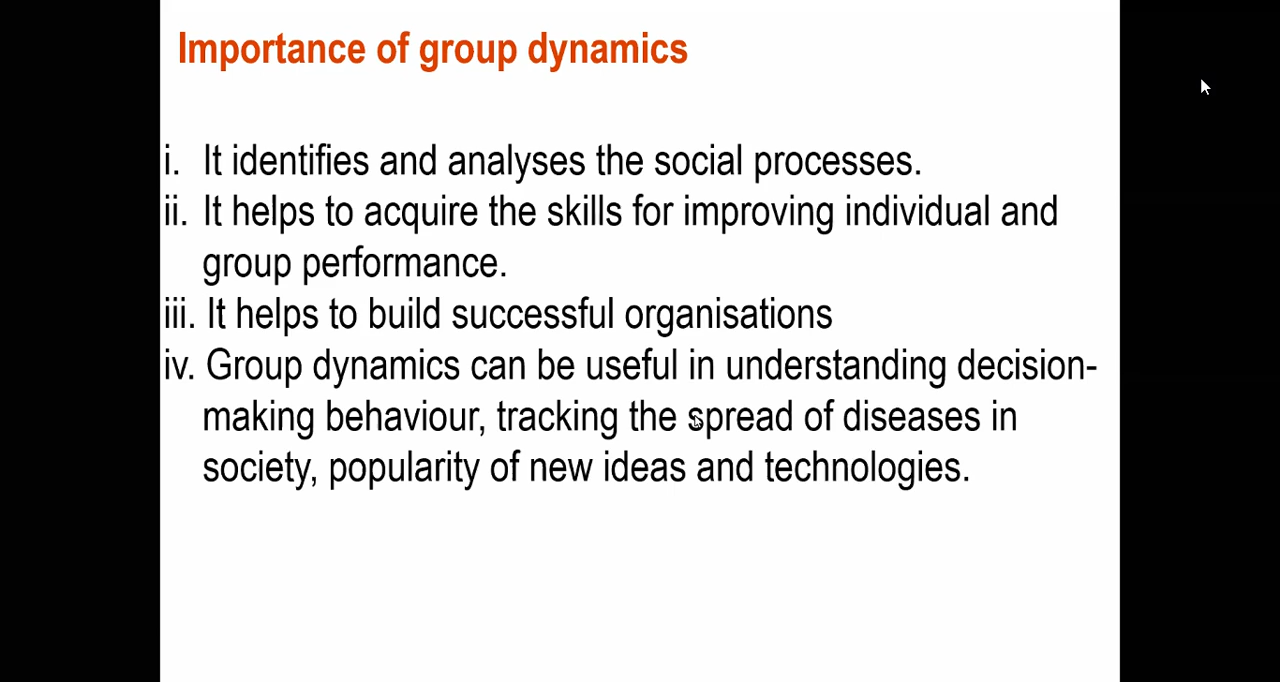 Importance of group dynamics
i. It identifies and analyses the social processes.
ii. It helps to acquire the skills for improving individual and
group performance.
iii. It helps to build successful organisations
iv. Group dynamics can be useful in understanding decision-
making behaviour, tracking the spread of diseases in
society, popularity of new ideas and technologies.